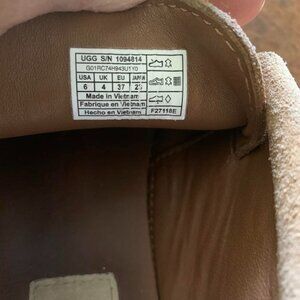 UGG S/N 1094814
G01RC74H943U1Y0
USA UK EU JAPAN
6 4 37 23
Made in Vietnam
Fabriqué en Vietnam
Hecho en Vietnam
F27118E